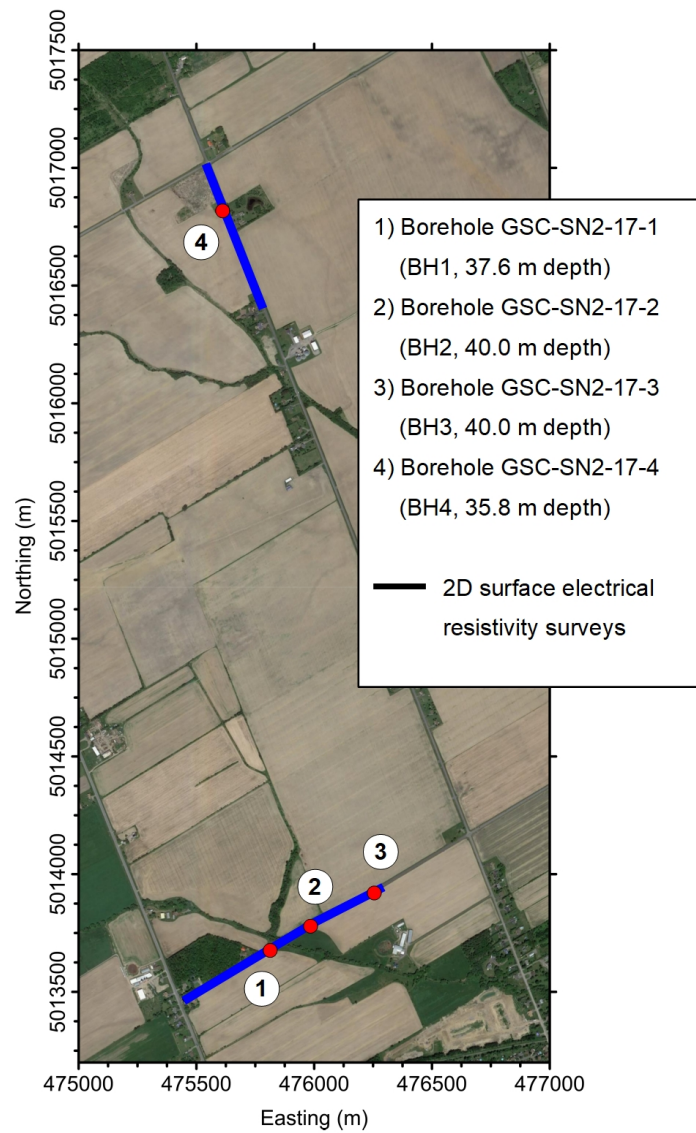 5017500
5017000
5016500
5016000
5015500
5015000
5014500
5014000
5013500
Northing (m)
4
1) Borehole GSC-SN2-17-1
(BH1, 37.6 m depth)
2) Borehole GSC-SN2-17-2
(BH2, 40.0 m depth)
3) Borehole GSC-SN2-17-3
(BH3, 40.0 m depth)
4) Borehole GSC-SN2-17-4
(BH4, 35.8 m depth)
2D surface electrical
resistivity surveys
3
2
1
475000 475500 476000 476500 477000
Easting (m)